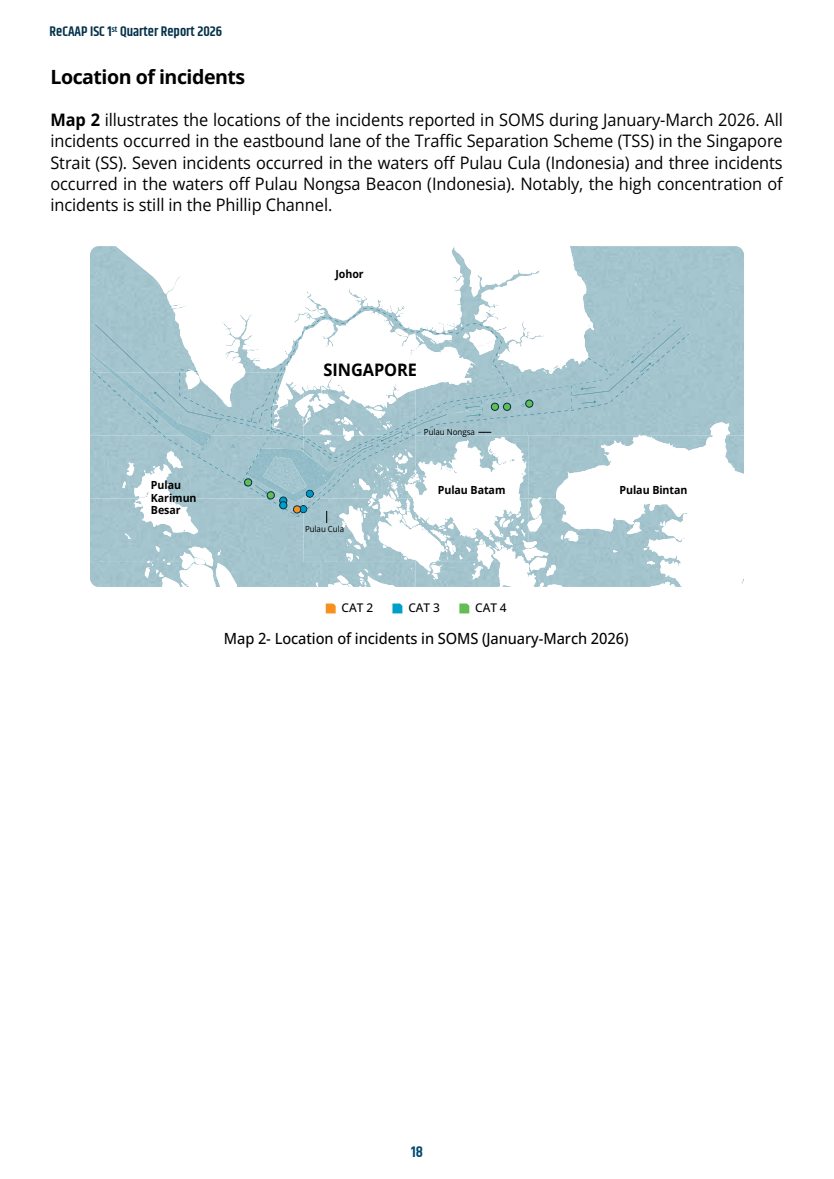 ReCAAP ISC 1st Quarter Report 2026
Location of incidents
Map 2 illustrates the locations of the incidents reported in SOMS during January-March 2026. All
incidents occurred in the eastbound lane of the Traffic Separation Scheme (TSS) in the Singapore
Strait (SS). Seven incidents occurred in the waters off Pulau Cula (Indonesia) and three incidents
occurred in the waters off Pulau Nongsa Beacon (Indonesia). Notably, the high concentration of
incidents is still in the Phillip Channel.
Johor
SINGAPORE
Pulau Nongsa
Pulau
Karimun
Besar
Pulau Batam
Pulau Bintan
Pulau Cula
CAT 2 CAT 3 CAT 4
Map 2- Location of incidents in SOMS (January-March 2026)
18